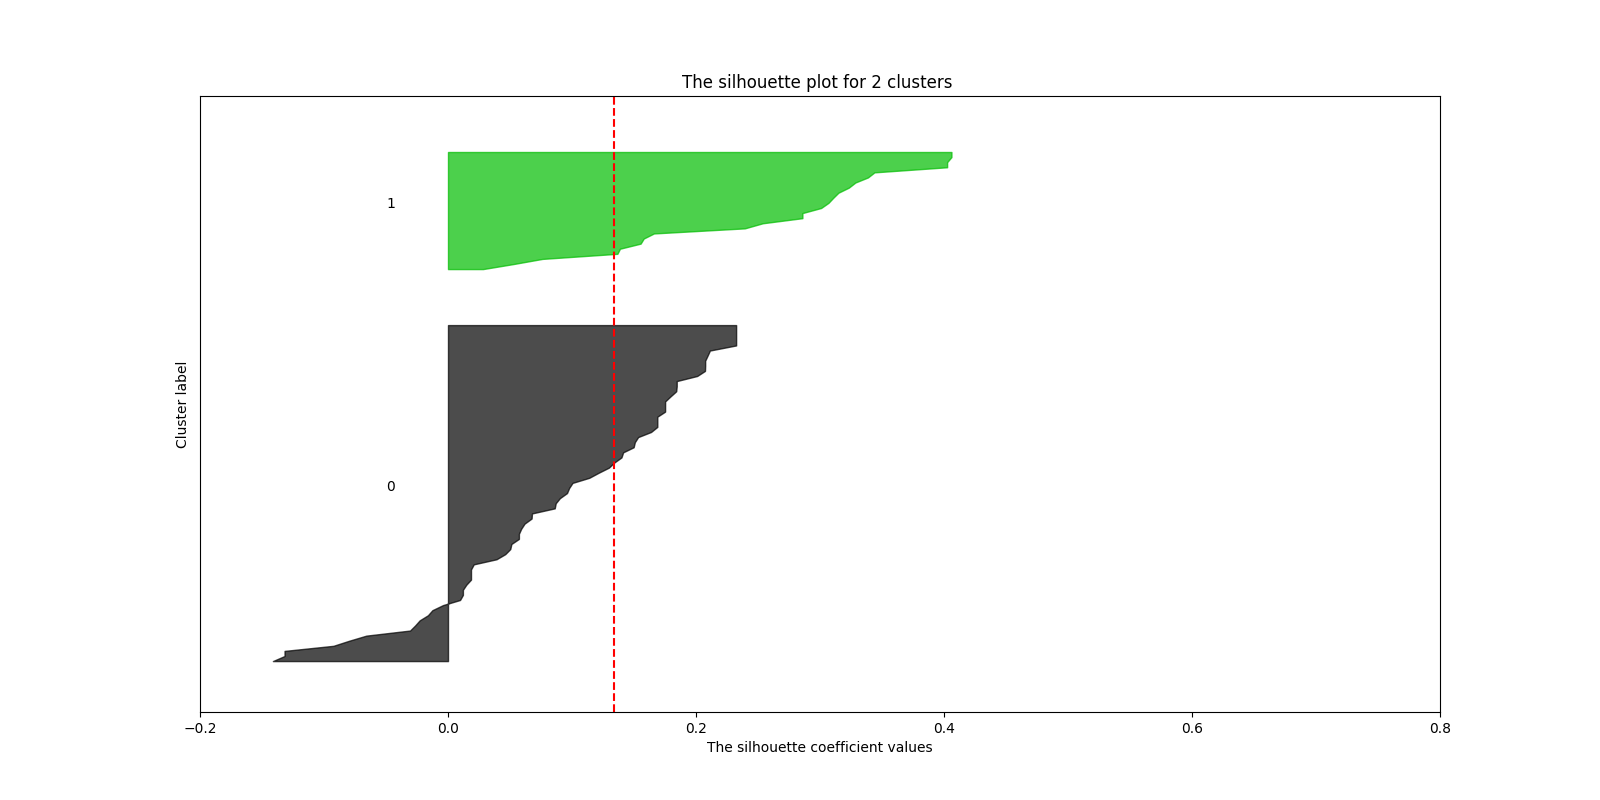 The silhouette plot for 2 clusters
1
0
Cluster label
−0.2 0.0 0.2 0.4 0.6 0.8
The silhouette coefficient values